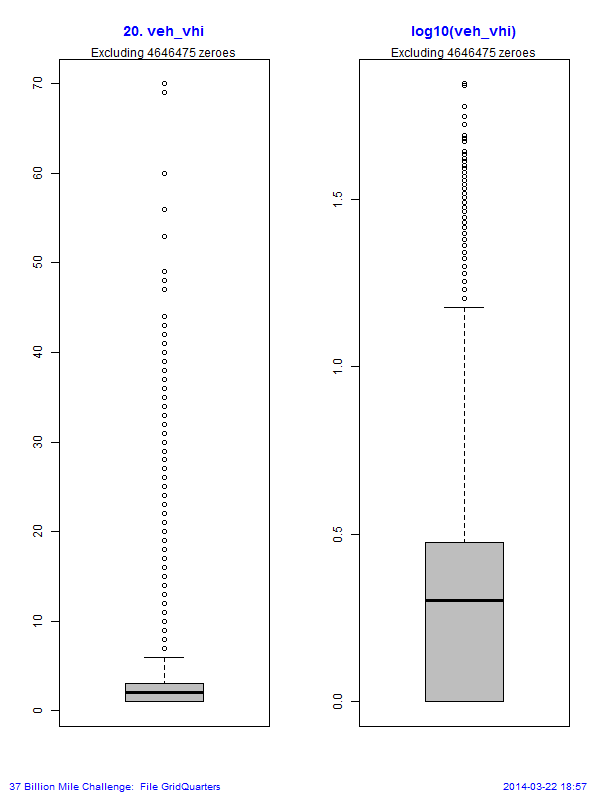 20. veh_vhi
Excluding 4646475 zeroes
70
60
50
40
30
20
10
0
log10(veh_vhi)
Excluding 4646475 zeroes
1.5
1.0
0.5
0.0
37 Billion Mile Challenge: File GridQuarters
2014-03-22 18:57